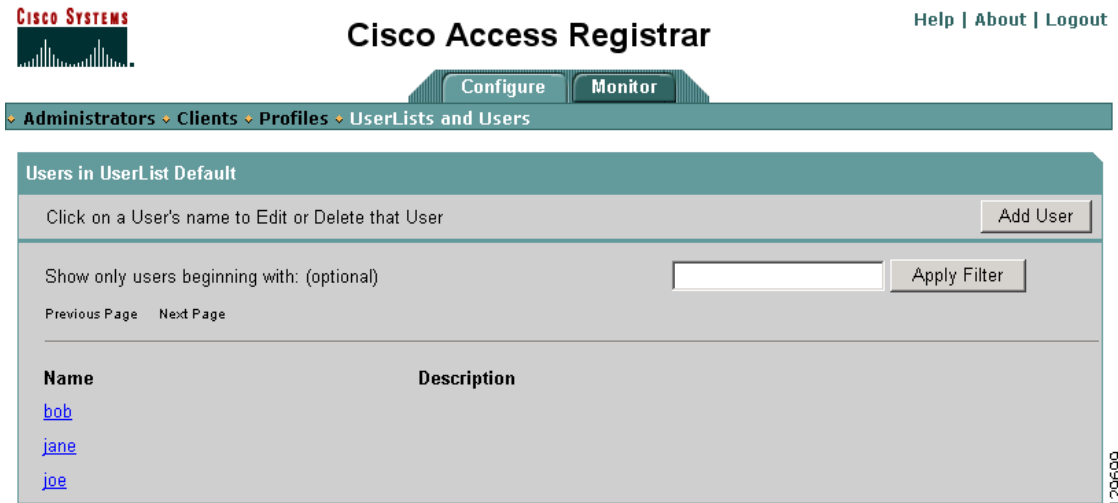 CISCO SYSTEMS
Cisco Access Registrar
Help | About | Logout
Configure Monitor
Administrators Clients Profiles UserLists and Users
Users in UserList Default
Click on a User's name to Edit or Delete that User
Add User
Show only users beginning with: (optional)
Apply Filter
Previous Page Next Page
Name Description
bob
jane
joe